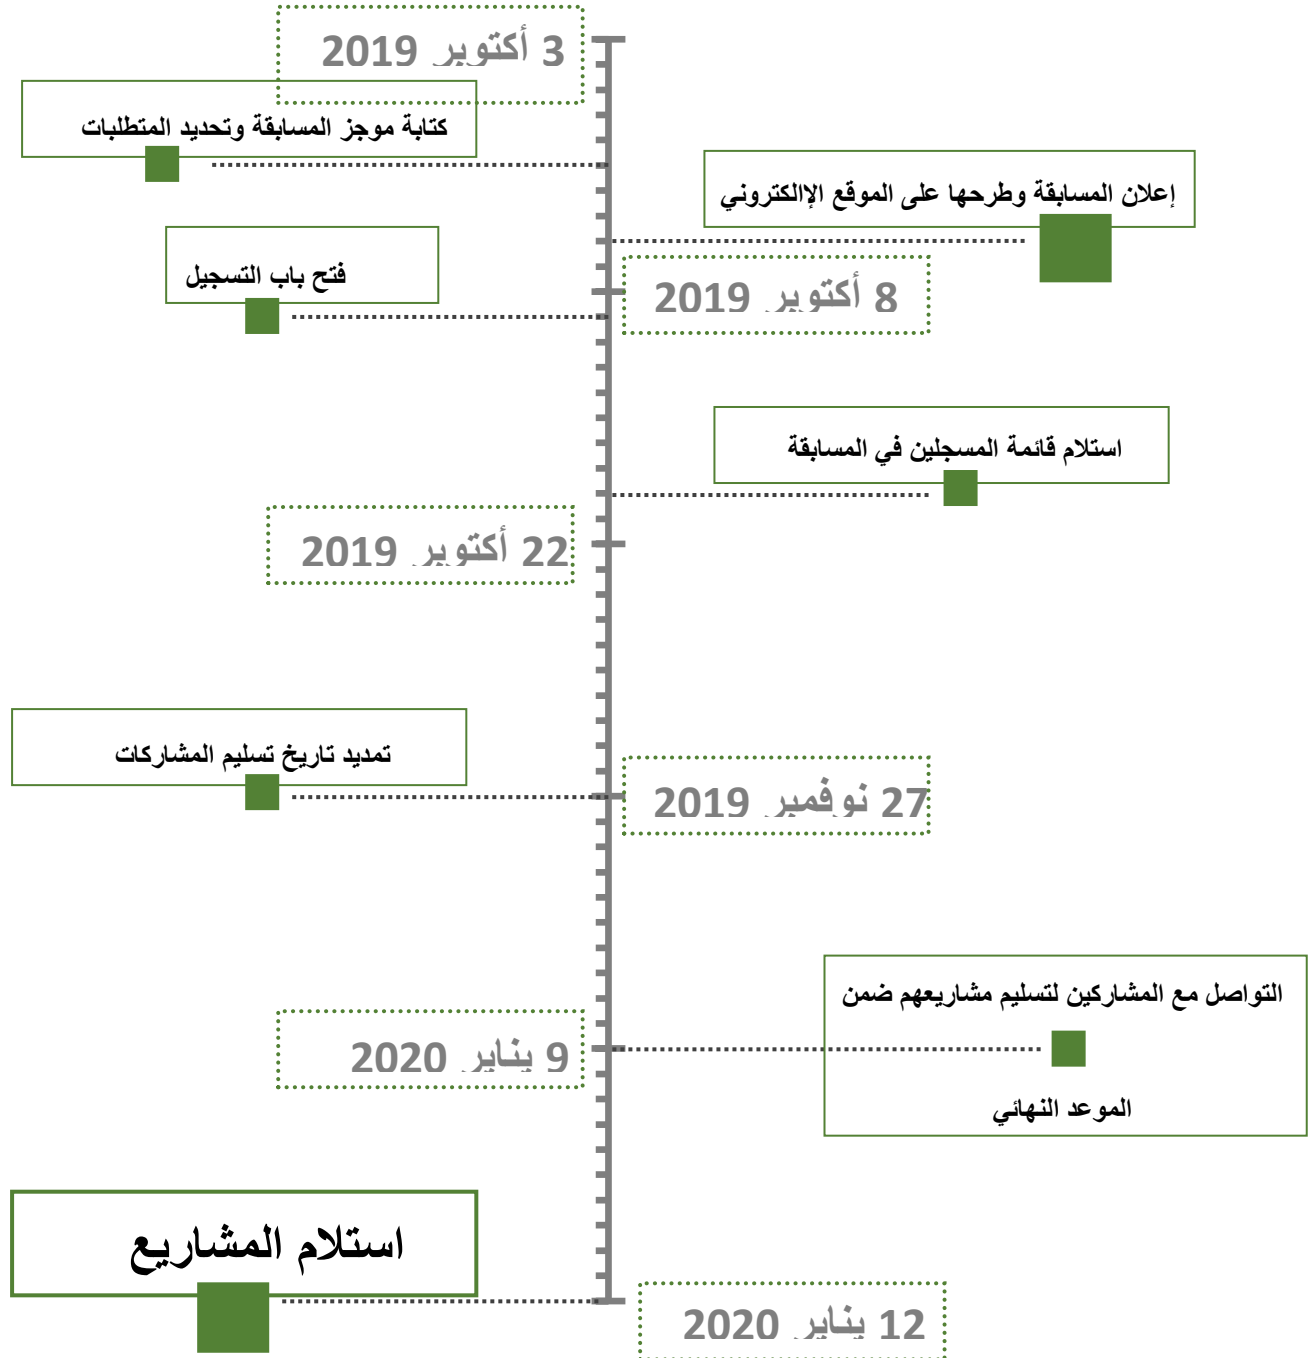 3 أكتوبر 2019
كتابة موجز المسابقة وتحديد المتطلبات
إعلان المسابقة وطرحها على الموقع الإالكتروني
فتح باب التسجيل
8 أكتوبر 2019
استلام قائمة المسجلين في المسابقة
22 أكتوبر 2019
تمديد تاريخ تسليم المشاركات
27 نوفمبر 2019
التواصل مع المشاركين لتسليم مشاريعهم ضمن
الموعد النهائي
9 يناير 2020
استلام المشاريع
12 يناير 2020